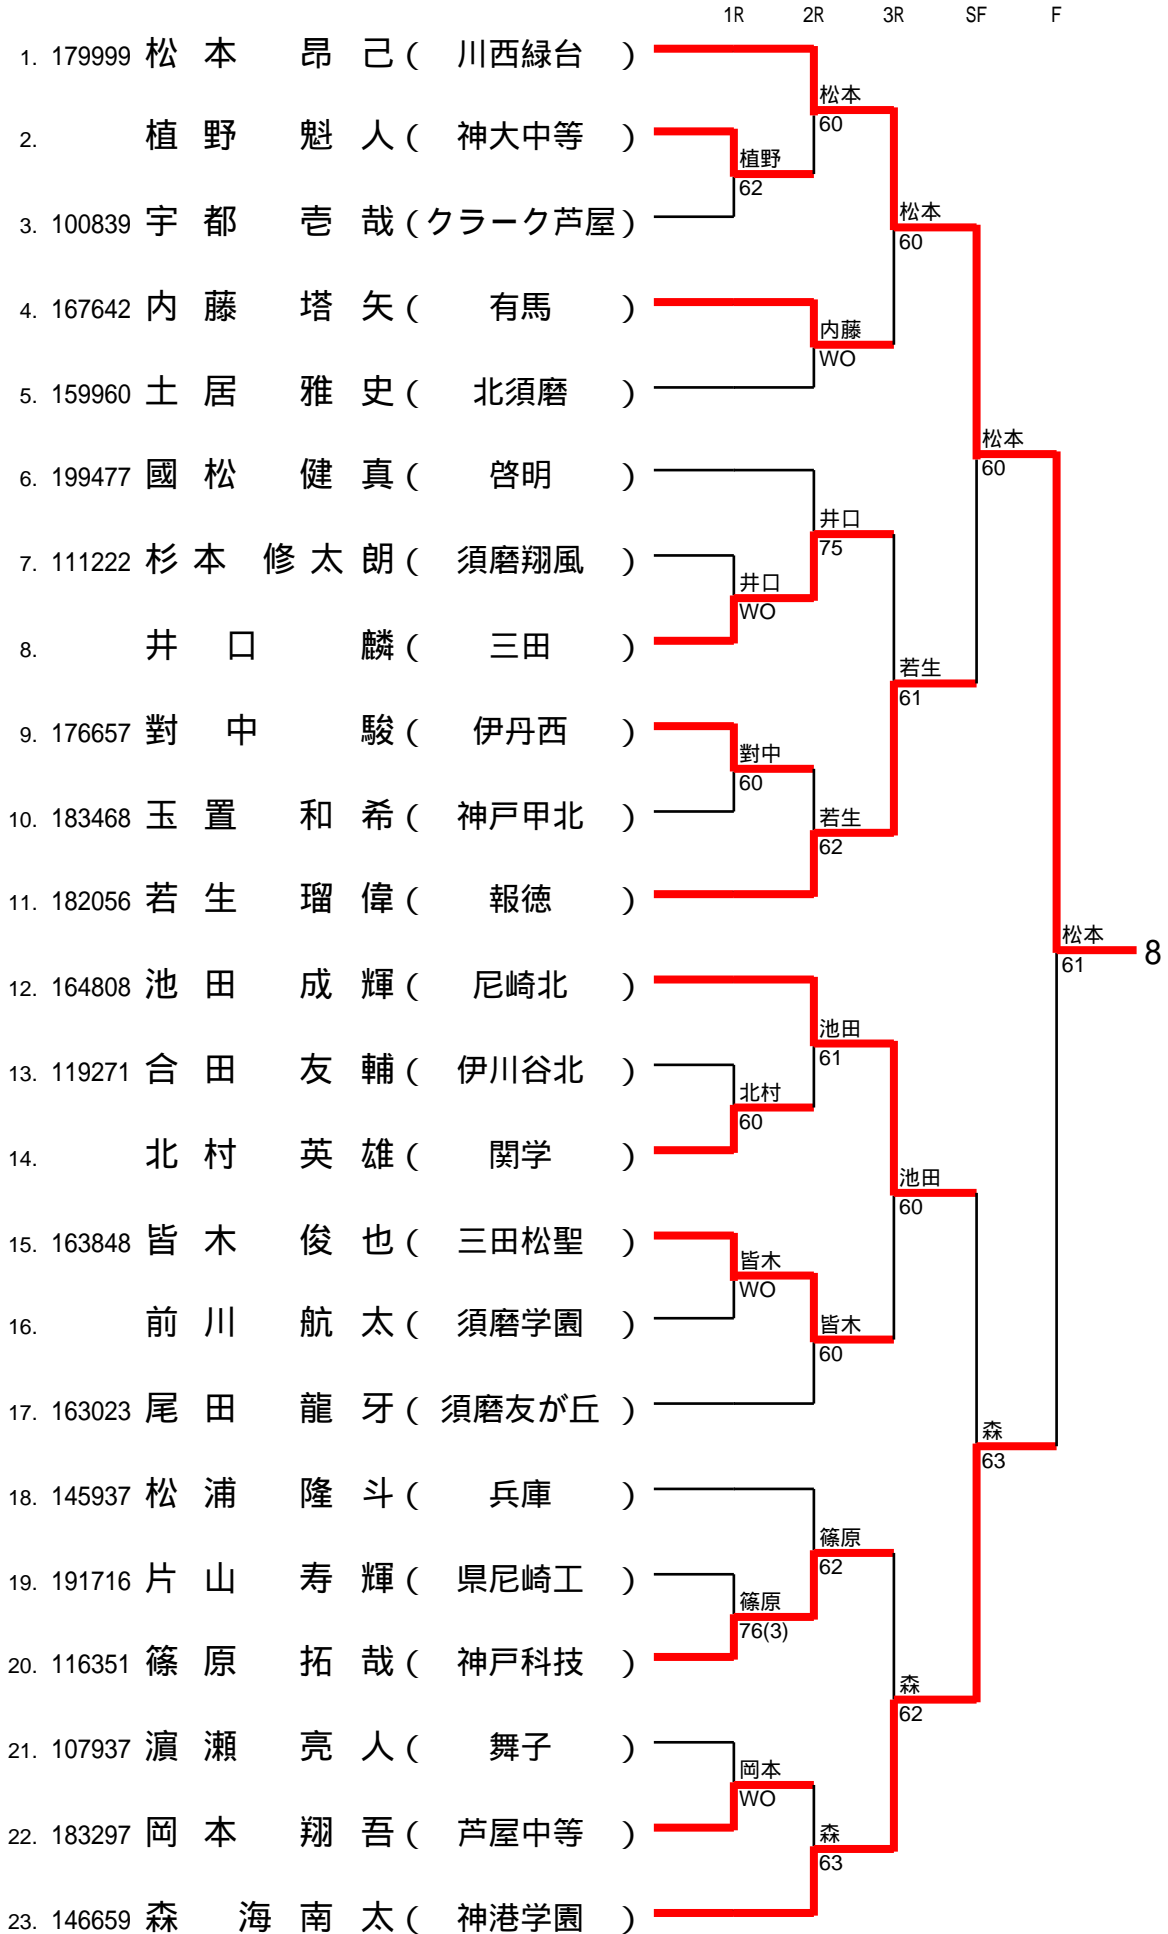 1R 2R 3R SF F
1. 179999 松本 昂己 ( 川西緑台 )
松本
60
2. 植野 魁人 ( 神大中等 )
植野
62
3. 100839 宇都 壱哉 ( クラーク芦屋 )
松本
60
4. 167642 内藤 塔矢 ( 有馬 )
内藤
WO
5. 159960 土居 雅史 ( 北須磨 )
松本
60
6. 199477 國松 健真 ( 啓明 )
井口
75
7. 111222 杉本 修太朗 ( 須磨翔風 )
井口
WO
8. 井口 麟 ( 三田 )
若生
61
9. 176657 對中 駿 ( 伊丹西 )
對中
60
10. 183468 玉置 和希 ( 神戸甲北 )
若生
62
11. 182056 若生 瑠偉 ( 報徳 )
松本
61
8
12. 164808 池田 成輝 ( 尼崎北 )
池田
61
13. 119271 合田 友輔 ( 伊川谷北 )
北村
60
14. 北村 英雄 ( 関学 )
池田
60
15. 163848 皆木 俊也 ( 三田松聖 )
皆木
WO
16. 前川 航太 ( 須磨学園 )
皆木
60
17. 163023 尾田 龍牙 ( 須磨友が丘 )
森
63
18. 145937 松浦 隆斗 ( 兵庫 )
篠原
62
19. 191716 片山 寿輝 ( 県尼崎工 )
篠原
76(3)
20. 116351 篠原 拓哉 ( 神戸科技 )
森
62
21. 107937 濵瀬 亮人 ( 舞子 )
岡本
WO
22. 183297 岡本 翔吾 ( 芦屋中等 )
森
63
23. 146659 森 海南太 ( 神港学園 )